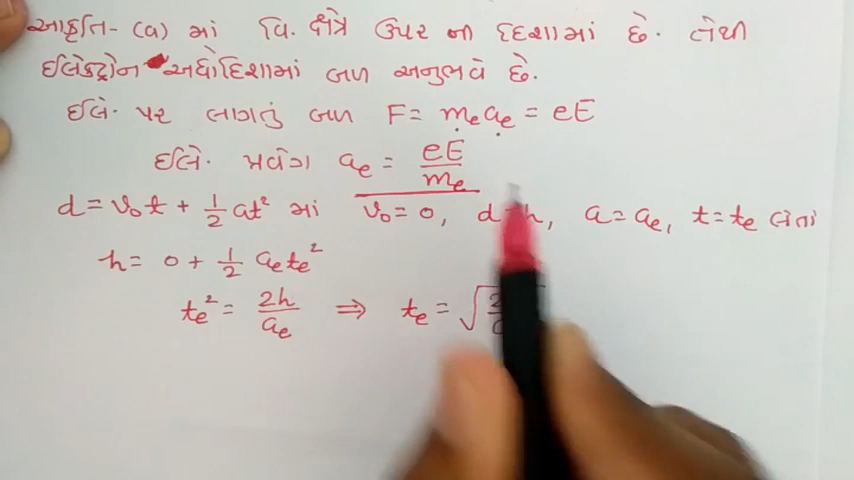 આકૃતિ-(a) માં વિ. ક્ષેત્ર ઉપર ની દિશામાં છે. તેથી
ઈલેક્ટ્રોન અધોદિશામાં બળ અનુભવે છે.
ઈલે. પર લાગતું બળ F = mₑaₑ = eE
ઈલે. પ્રવેગ aₑ = eE/mₑ
d = v₀t + 1/2 at² માં v₀ = 0, d = h, a = aₑ, t = tₑ લેતાં
h = 0 + 1/2 aₑtₑ²
tₑ² = 2h/aₑ ⇒ tₑ = √2